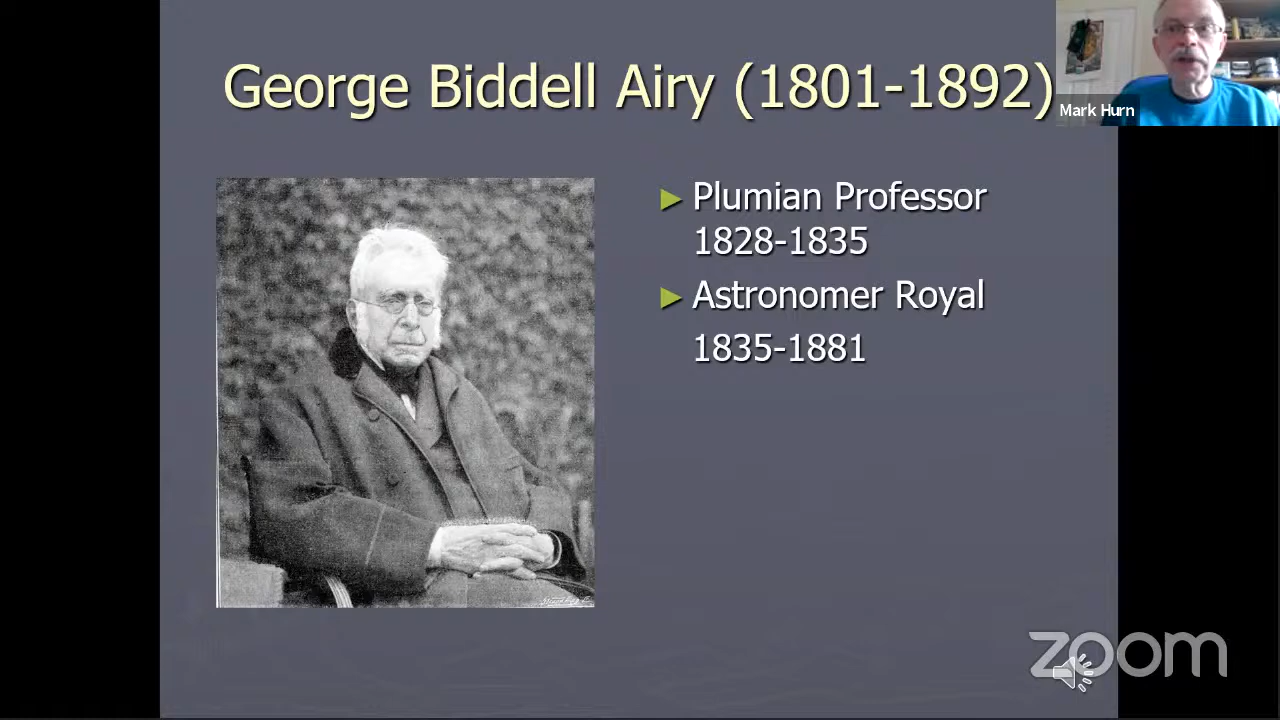 George Biddell Airy (1801-1892)
Mark Hurn
► Plumian Professor
1828-1835
► Astronomer Royal
1835-1881
zoom